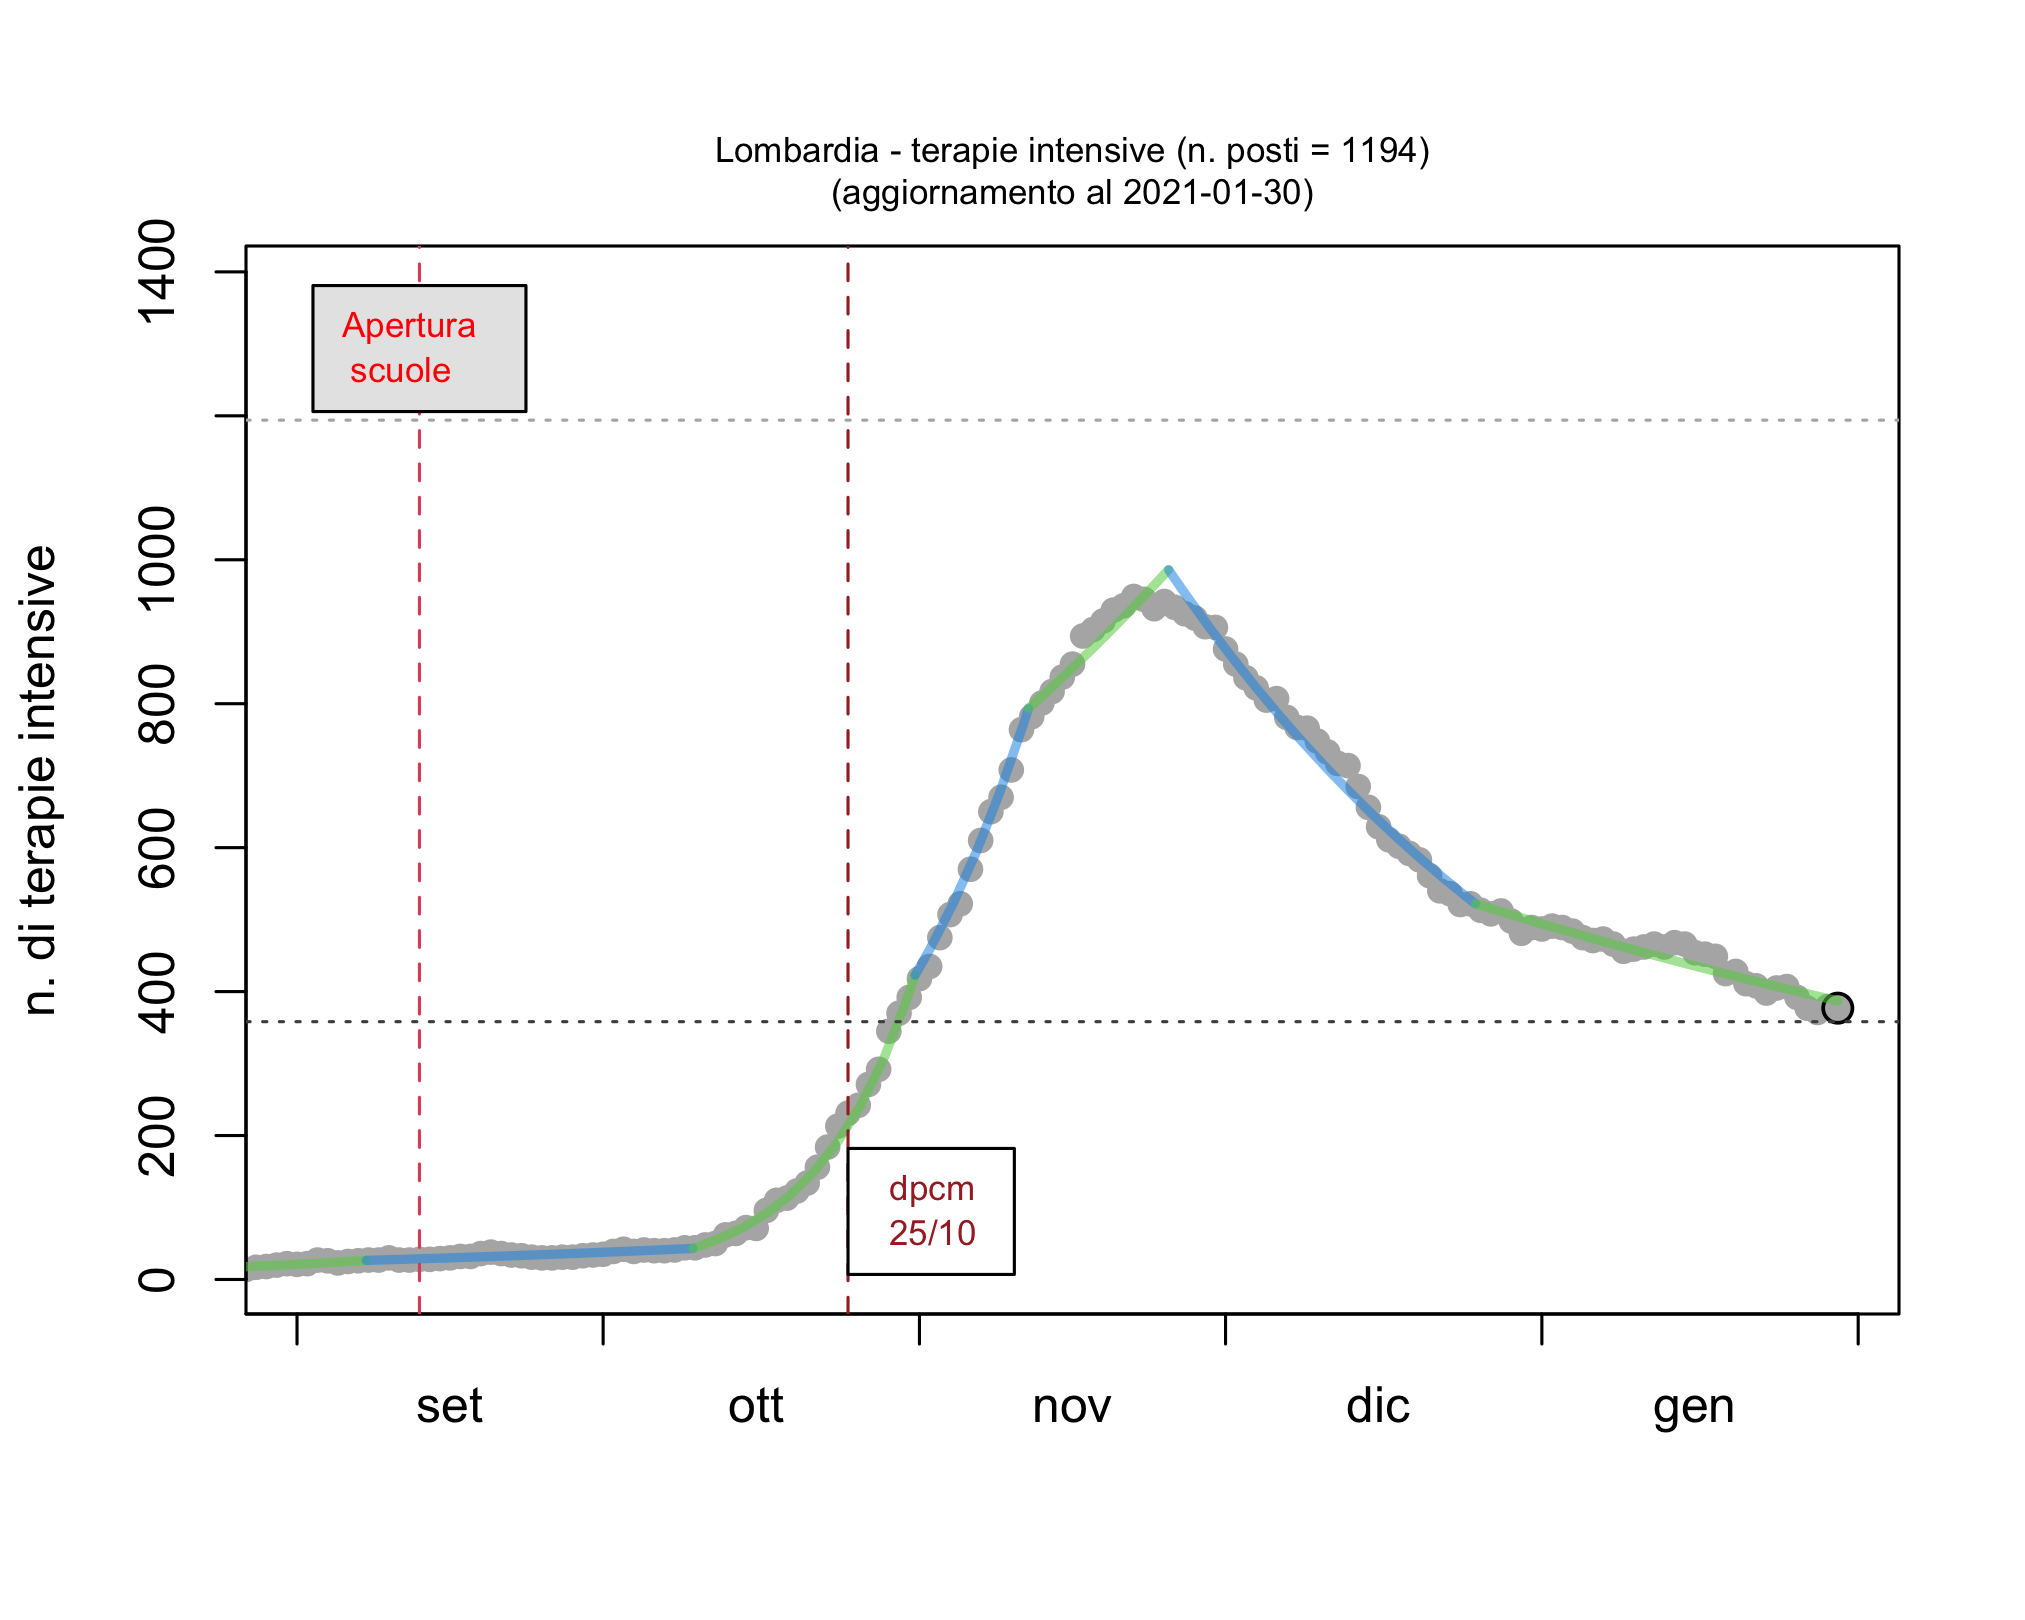 Lombardia - terapie intensive (n. posti = 1194)
(aggiornamento al 2021-01-30)
n. di terapie intensive
1400
1000
800
600
400
200
0
Apertura
scuole
dpcm
25/10
set
ott
nov
dic
gen